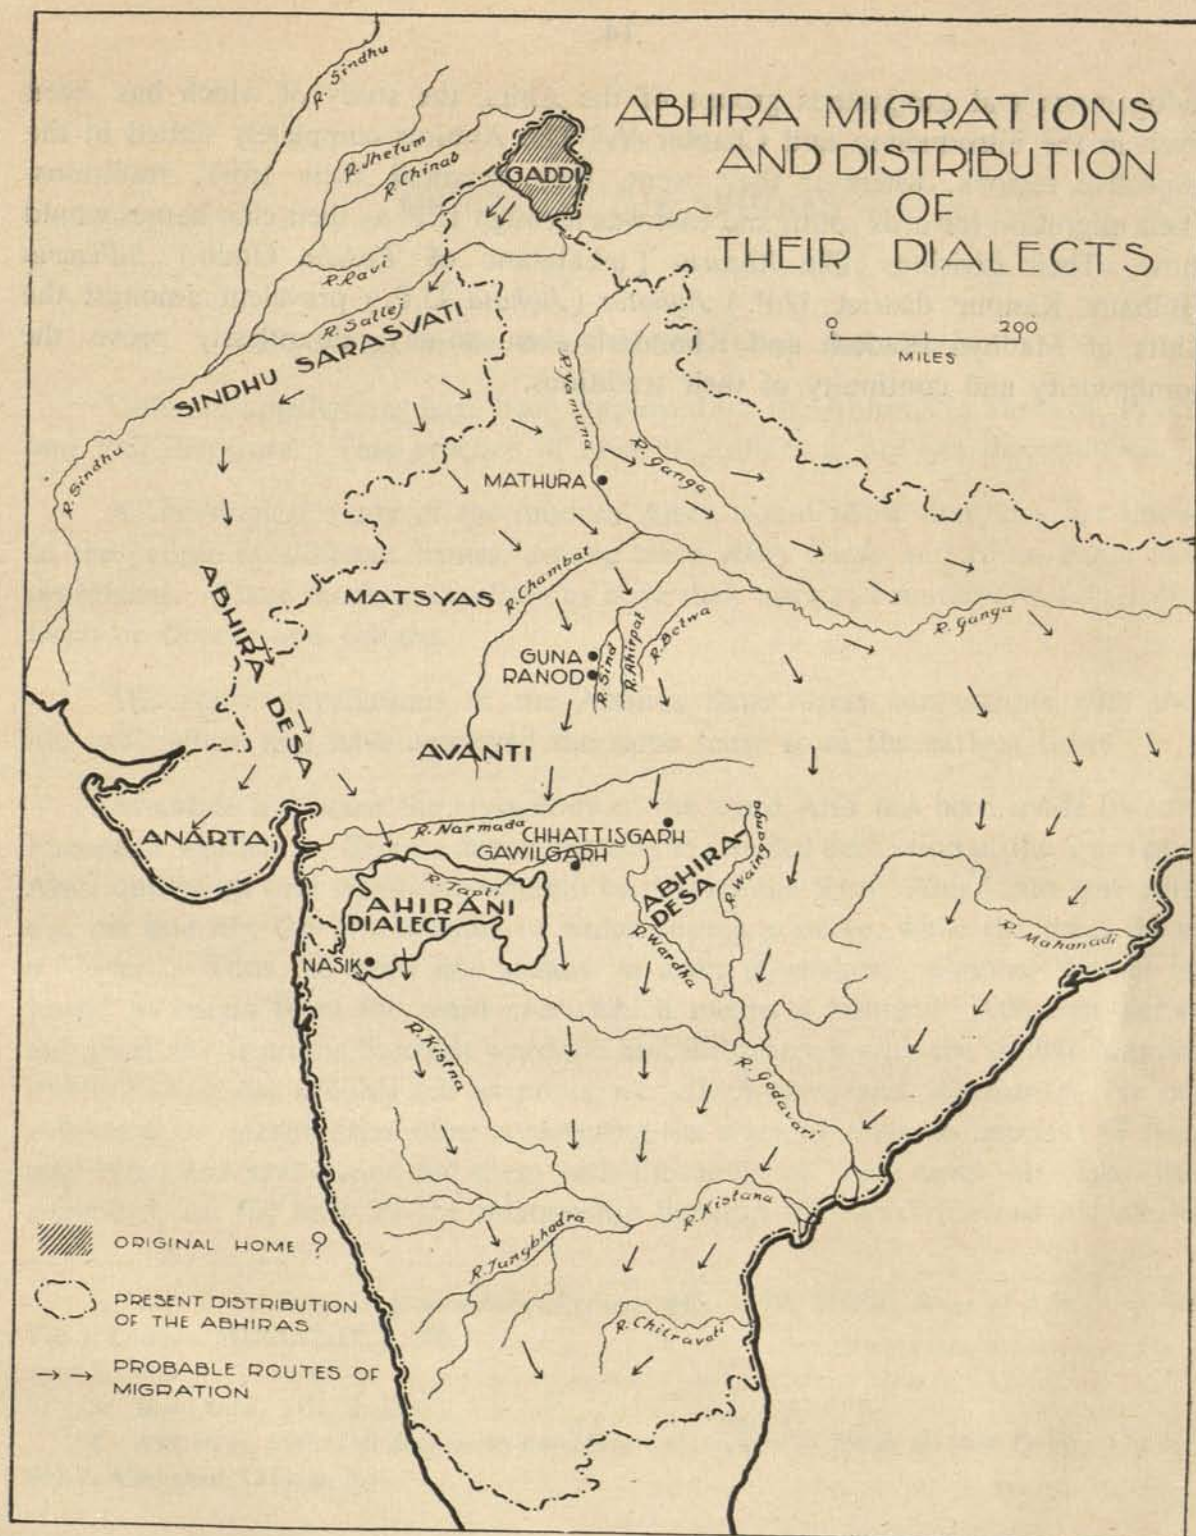 ABHIRA MIGRATIONS
AND DISTRIBUTION
OF
THEIR DIALECTS
0 200
MILES
R. Sindhu
R. Jhelum
R. Chinab
GADDI
R. Ravi
R. Satlej
SINDHU SARASVATI
R. Sindhu
R. Yamuna
R. Ganga
MATHURA
R. Chambal
MATSYAS
ABHIRA DESA
R. Ganga
GUNA
RANOD
R. Sind
R. Ahirpat
R. Betwa
AVANTI
ANARTA
R. Narmada
CHHATTISGARH
GAVVILGARH
R. Tapti
AHIRANI
DIALECT
ABHIRA
DESA
R. Wainganga
R. Wardha
R. Mahanadi
NASIK
R. Kistna
R. Godavari
R. Kistana
R. Tungbhadra
R. Chitravati
ORIGINAL HOME ?
PRESENT DISTRIBUTION
OF THE ABHIRAS
PROBABLE ROUTES OF
MIGRATION